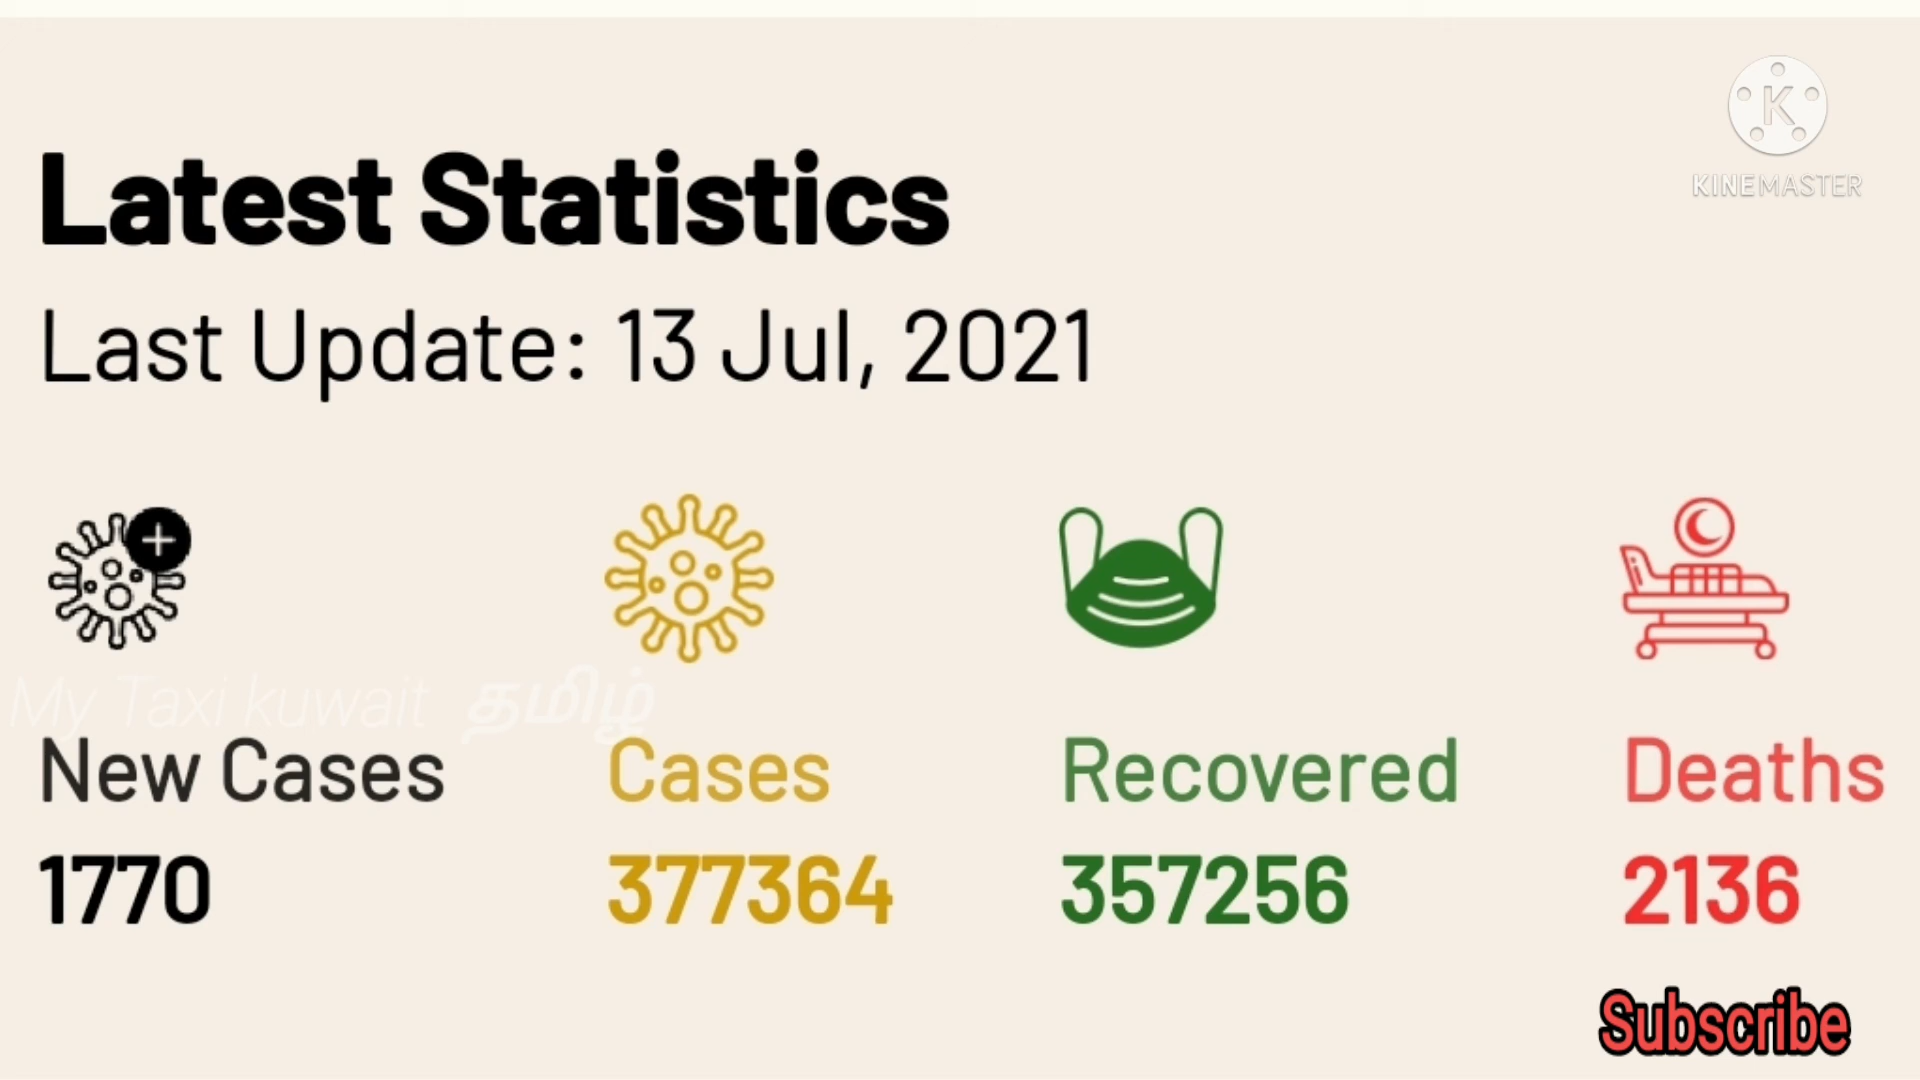 K
KINEMASTER
Latest Statistics
Last Update: 13 Jul, 2021
My Taxi kuwait தமிழ்
New Cases
Cases
Recovered
Deaths
1770
377364
357256
2136
Subscribe